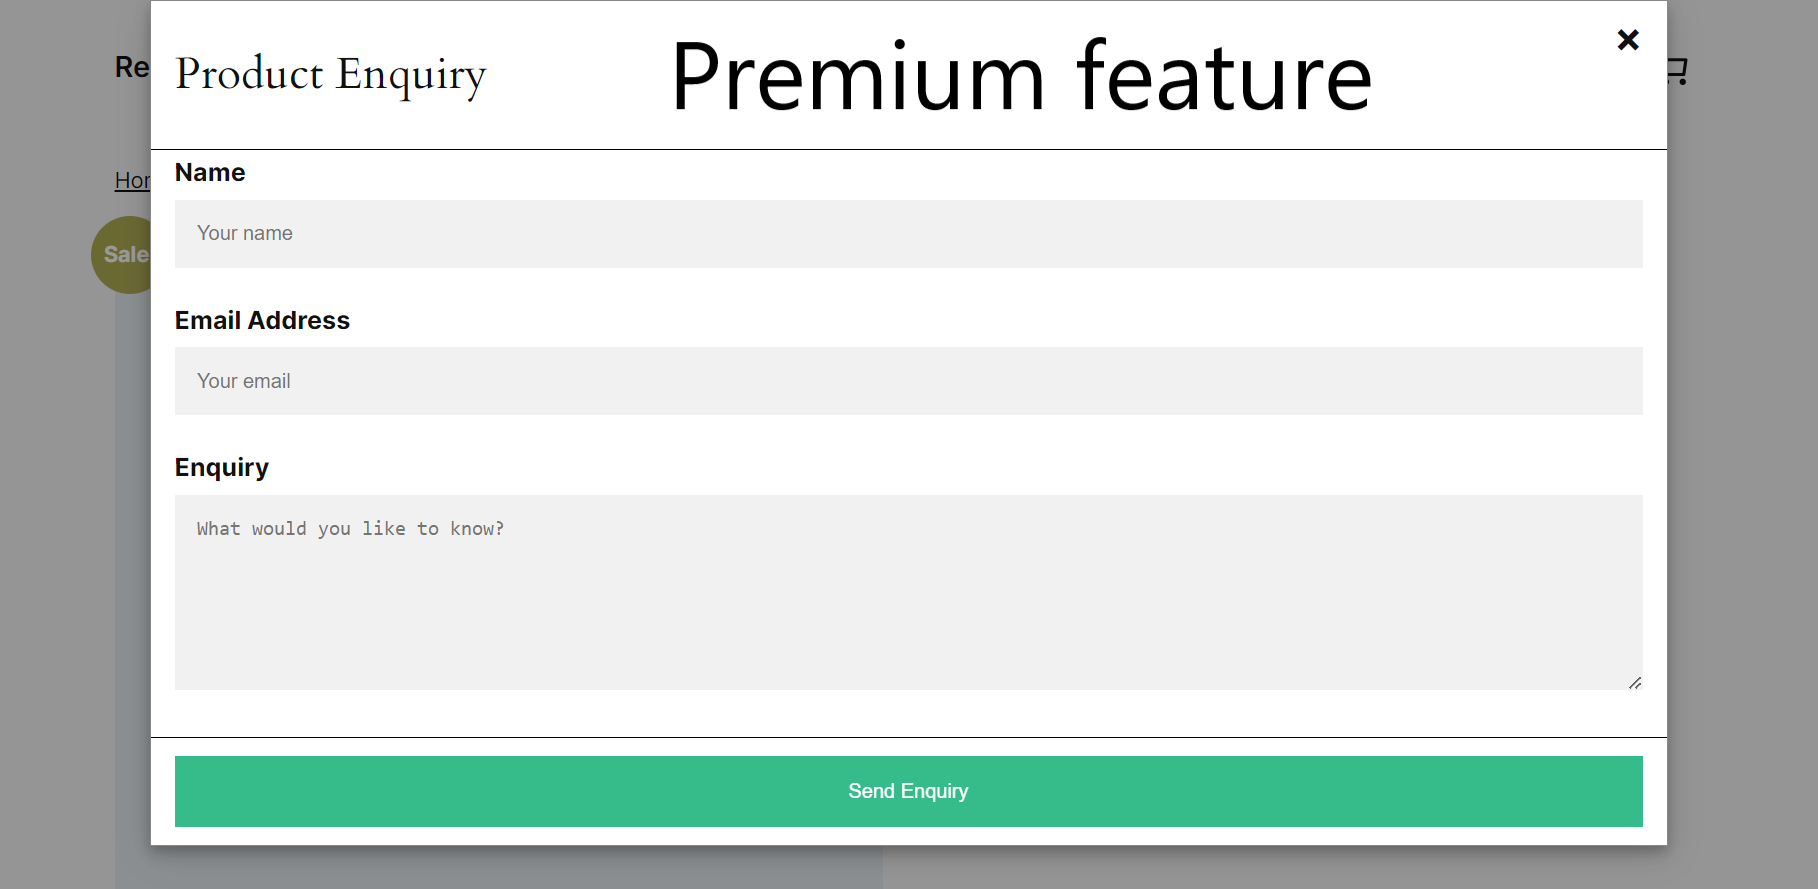 Re
Product Enquiry
Premium feature
Name
Your name
Sale
Email Address
Your email
Enquiry
What would you like to know?
Send Enquiry